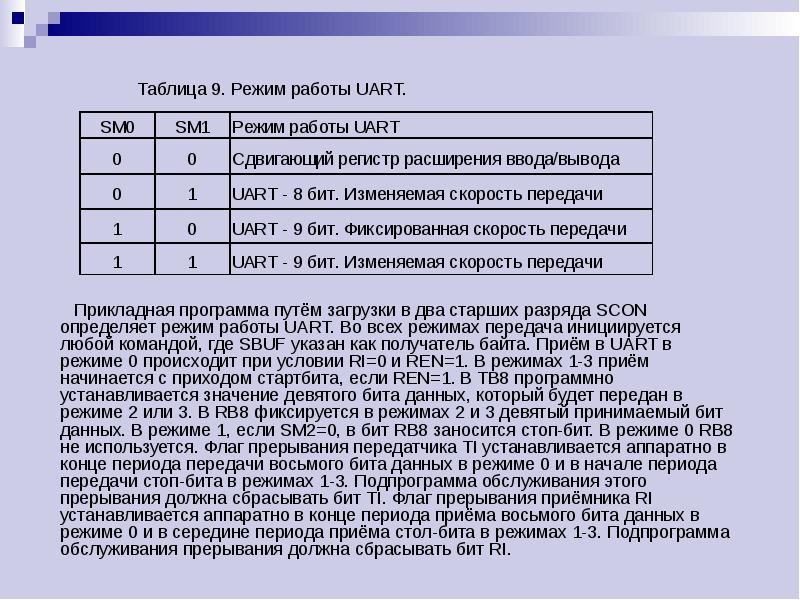 Таблица 9. Режим работы UART.
SM0 SM1 Режим работы UART
0 0 Сдвигающий регистр расширения ввода/вывода
0 1 UART - 8 бит. Изменяемая скорость передачи
1 0 UART - 9 бит. Фиксированная скорость передачи
1 1 UART - 9 бит. Изменяемая скорость передачи
Прикладная программа путём загрузки в два старших разряда SCON
определяет режим работы UART. Во всех режимах передача инициируется
любой командой, где SBUF указан как получатель байта. Приём в UART в
режиме 0 происходит при условии RI=0 и REN=1. В режимах 1-3 приём
начинается с приходом стартбита, если REN=1. В TB8 программно
устанавливается значение девятого бита данных, который будет передан в
режиме 2 или 3. В RB8 фиксируется в режимах 2 и 3 девятый принимаемый бит
данных. В режиме 1, если SM2=0, в бит RB8 заносится стоп-бит. В режиме 0 RB8
не используется. Флаг прерывания передатчика TI устанавливается аппаратно в
конце периода передачи восьмого бита данных в режиме 0 и в начале периода
передачи стоп-бита в режимах 1-3. Подпрограмма обслуживания этого
прерывания должна сбрасывать бит TI. Флаг прерывания приёмника RI
устанавливается аппаратно в конце периода приёма восьмого бита данных в
режиме 0 и в середине периода приёма стол-бита в режимах 1-3. Подпрограмма
обслуживания прерывания должна сбрасывать бит RI.